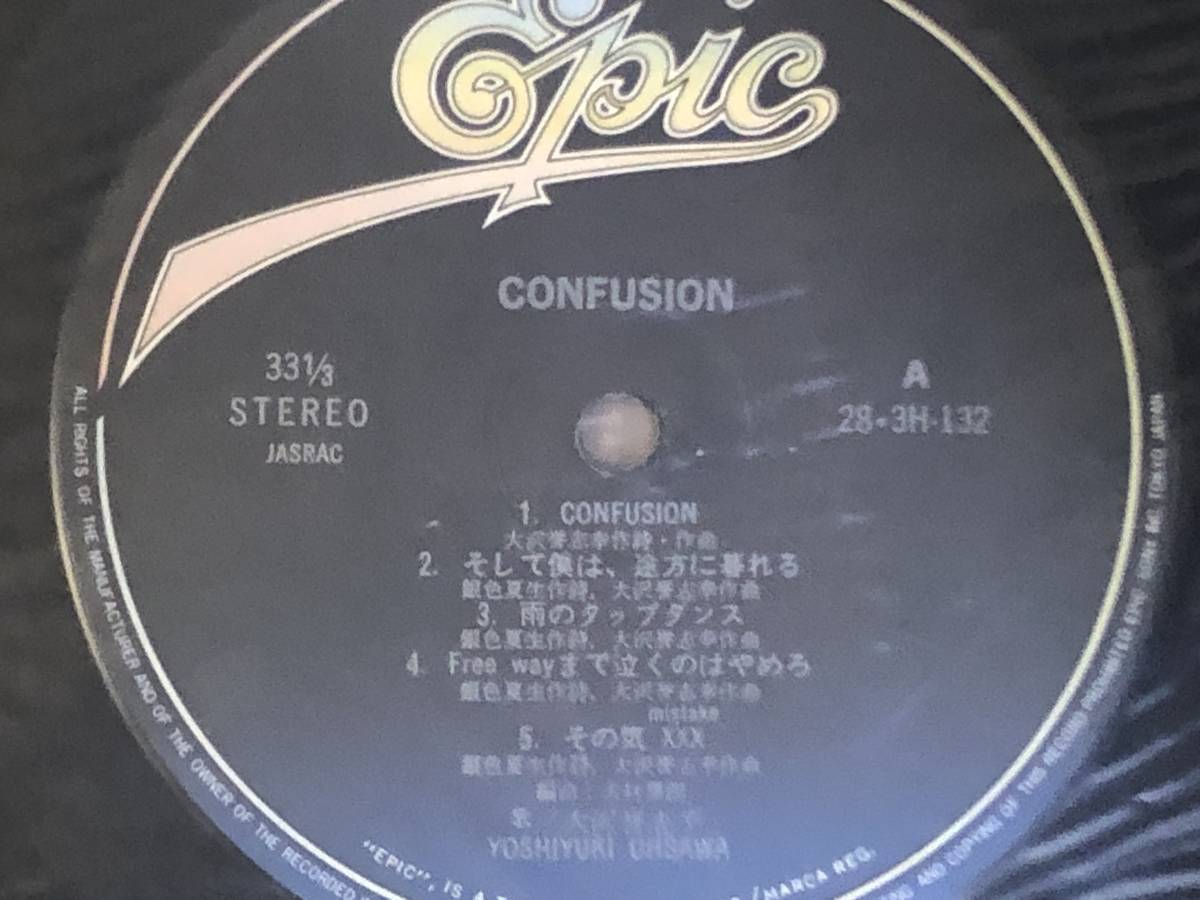 Epic
CONFUSION
33⅓
STEREO
JASRAC
A
28・3H-132
1. CONFUSION
大沢誉志幸作詩・作曲
2. そして僕は、途方に暮れる
銀色夏生作詩、大沢誉志幸作曲
3. 雨のタップダンス
銀色夏生作詩、大沢誉志幸作曲
4. Free wayまで泣くのはやめろ
銀色夏生作詩、大沢誉志幸作曲
mistake
5. その気 XXX
銀色夏生作詩、大沢誉志幸作曲
YOSHIYUKI OHSAWA
ALL RIGHTS OF THE MANUFACTURER AND OF THE OWNER OF THE RECORDED
"EPIC", IS A
/MARCA REG.
AND COPYING OF THIS RECORD PROHIBITED
TOKYO JAPAN